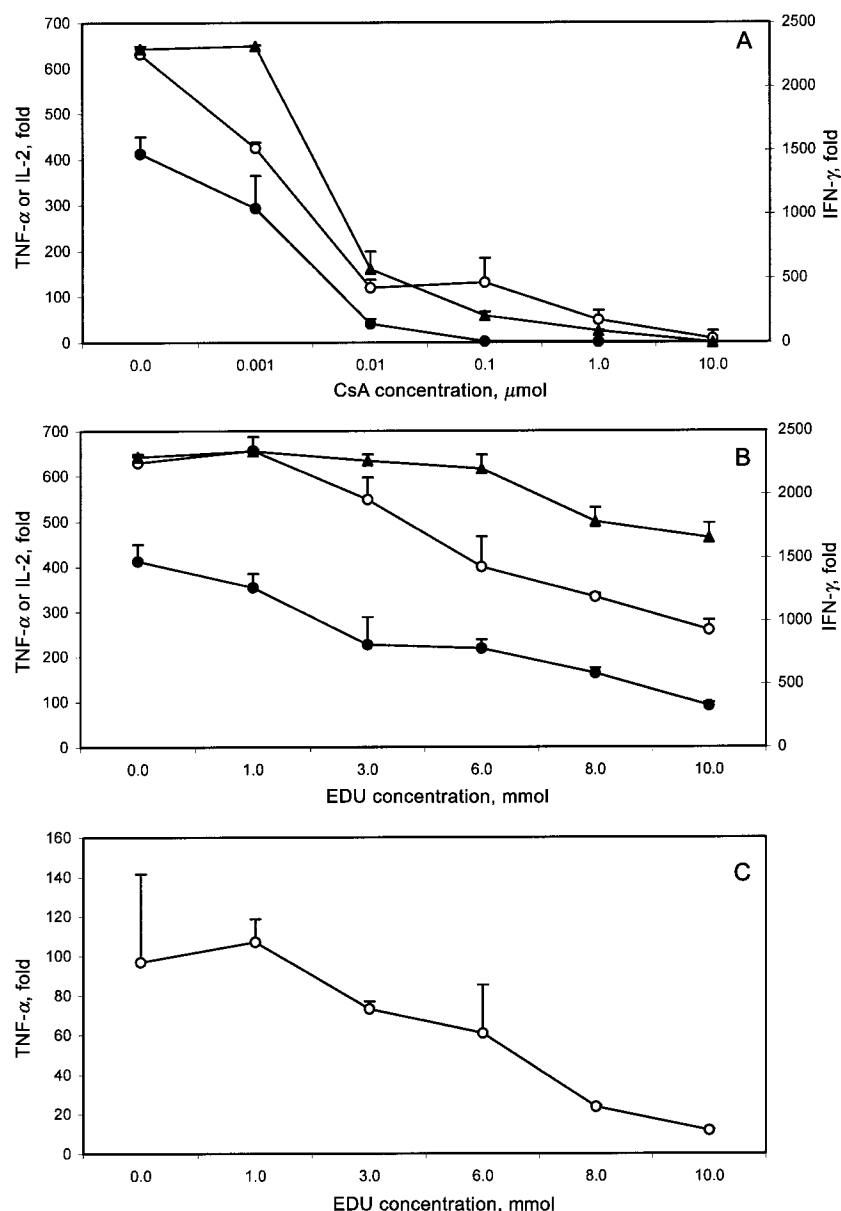 A
700
600
500
400
300
200
100
0
TNF-α or IL-2, fold
2500
2000
1500
1000
500
0
IFN-γ, fold
0.0 0.001 0.01 0.1 1.0 10.0
CsA concentration, μmol
B
700
600
500
400
300
200
100
0
TNF-α or IL-2, fold
2500
2000
1500
1000
500
0
IFN-γ, fold
0.0 1.0 3.0 6.0 8.0 10.0
EDU concentration, mmol
C
160
140
120
100
80
60
40
20
0
TNF-α, fold
0.0 1.0 3.0 6.0 8.0 10.0
EDU concentration, mmol